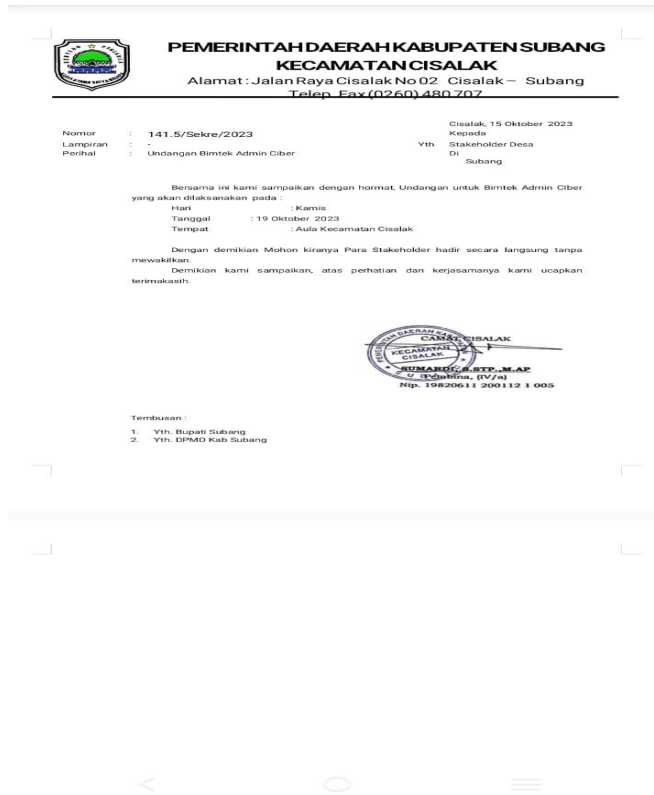 PEMERINTAH DAERAH KABUPATEN SUBANG
KECAMATAN CISALAK
Alamat : Jalan Raya Cisalak No 02 Cisalak – Subang
Telep Fax (0260) 480 707
Cisalak, 15 Oktober 2023
Kepada
Nomor : 141.5/Sekre/2023
Lampiran : -
Yth Stakeholder Desa
Perihal : Undangan Bimtek Admin Ciber
Di
Subang
Bersama ini kami sampaikan dengan hormat, Undangan untuk Bimtek Admin CIber
yang akan dilaksanakan pada :
Hari : Kamis
Tanggal : 19 Oktober 2023
Tempat : Aula Kecamatan Cisalak
Dengan demikian Mohon kiranya Para Stakeholder hadir secara langsung tanpa
mewakilkan.
Demikian kami sampaikan, atas perhatian dan kerjasamanya kami ucapkan
terimakasih.
CAMAT CISALAK
KECAMATAN
CISALAK
SUMARDI, S.STP.,M.AP
Pembina, (IV/a)
Nip. 19820611 200112 1 005
Tembusan :
1. Yth. Bupati Subang
2. Yth. DPMD Kab Subang